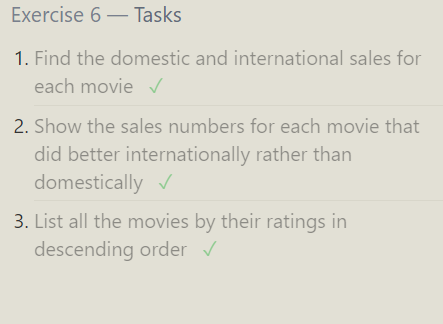 Exercise 6 — Tasks
1. Find the domestic and international sales for
each movie ✓
2. Show the sales numbers for each movie that
did better internationally rather than
domestically ✓
3. List all the movies by their ratings in
descending order ✓